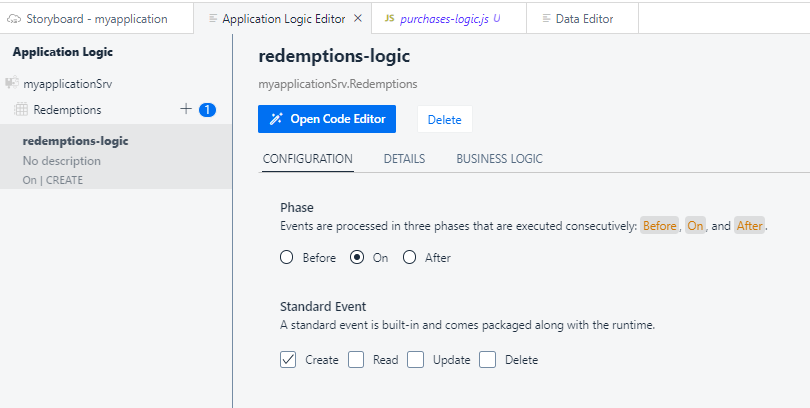 Storyboard - myapplication
Application Logic Editor ×
JS purchases-logic.js U
Data Editor
Application Logic
myapplicationSrv
Redemptions + 1
redemptions-logic
No description
On | CREATE
redemptions-logic
myapplicationSrv.Redemptions
Open Code Editor
Delete
CONFIGURATION
DETAILS
BUSINESS LOGIC
Phase
Events are processed in three phases that are executed consecutively: Before, On, and After.
Before On After
Standard Event
A standard event is built-in and comes packaged along with the runtime.
Create Read Update Delete